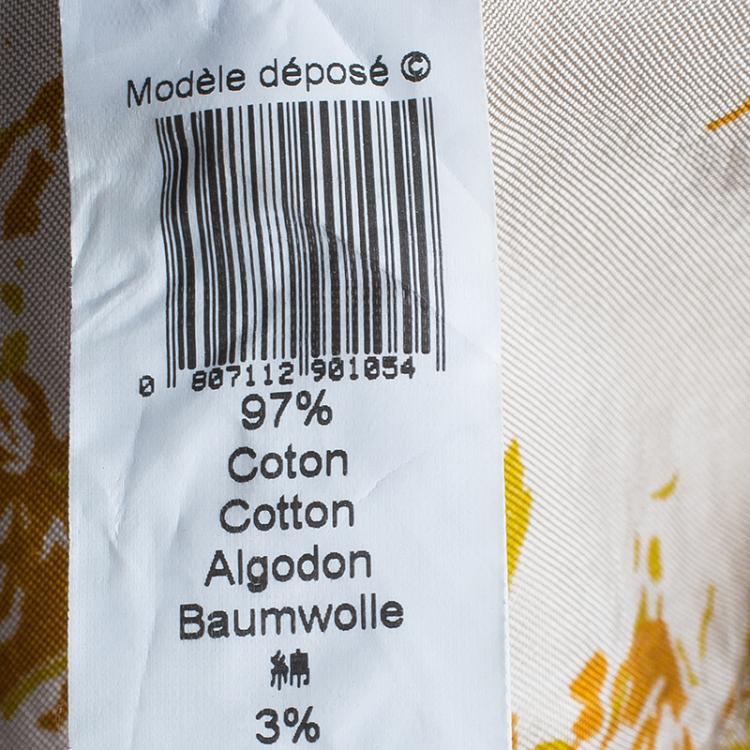 Modèle déposé ©
0 807112 901054
97%
Coton
Cotton
Algodon
Baumwolle
綿
3%